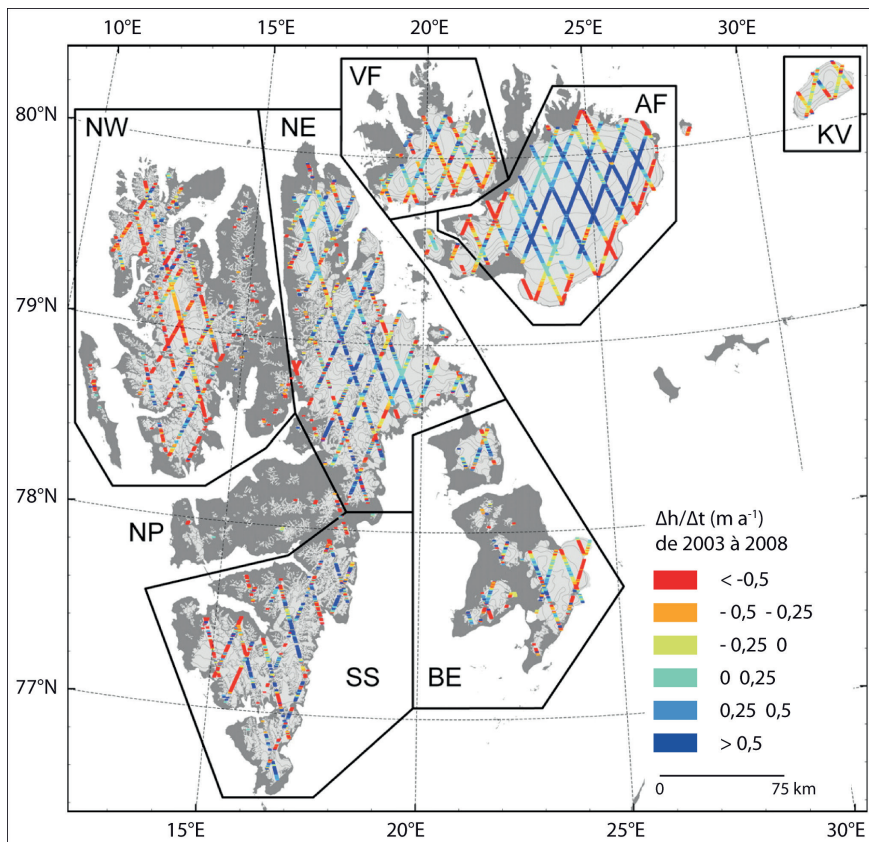 10°E 15°E 20°E 25°E 30°E
80°N
79°N
78°N
77°N
VF
AF
KV
NW
NE
NP
SS
BE
Δh/Δt (m a⁻¹)
de 2003 à 2008
< -0,5
- 0,5 - 0,25
- 0,25 0
0 0,25
0,25 0,5
> 0,5
0 75 km
15°E 20°E 25°E 30°E